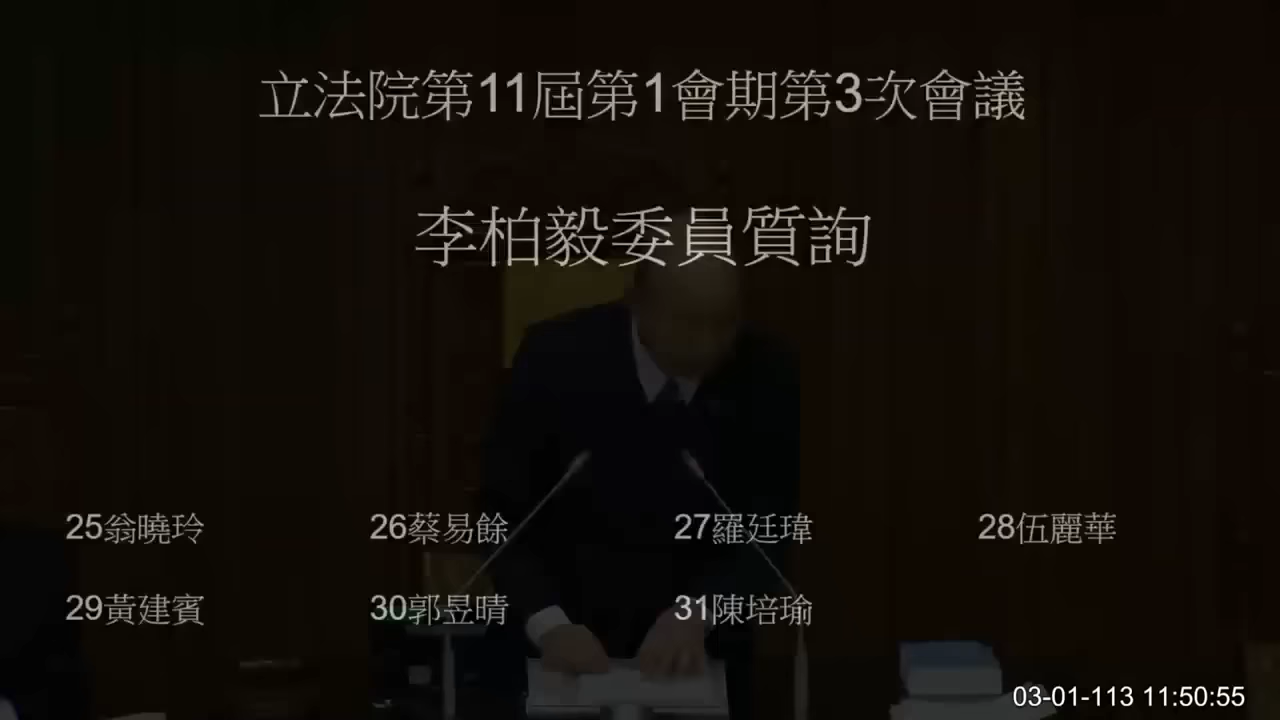 立法院第11屆第1會期第3次會議
李柏毅委員質詢
25翁曉玲 26蔡易餘 27羅廷瑋 28伍麗華
29黃建賓 30郭昱晴 31陳培瑜
03-01-113 11:50:55